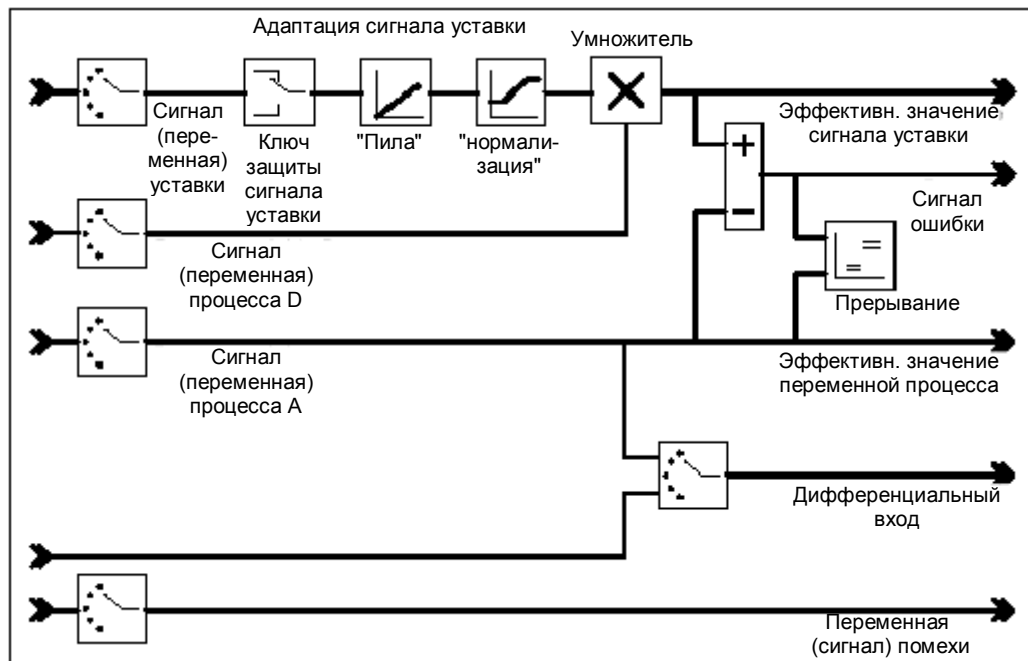 Адаптация сигнала уставки
Умножитель
Сигнал
(пере-
менная)
уставки
Ключ
защиты
сигнала
уставки
"Пила"
"нормали-
зация"
Эффективн. значение
сигнала уставки
Сигнал
ошибки
Сигнал
(переменная)
процесса D
Прерывание
Сигнал
(переменная)
процесса A
Эффективн. значение
переменной процесса
Дифференциальный
вход
Переменная
(сигнал) помехи